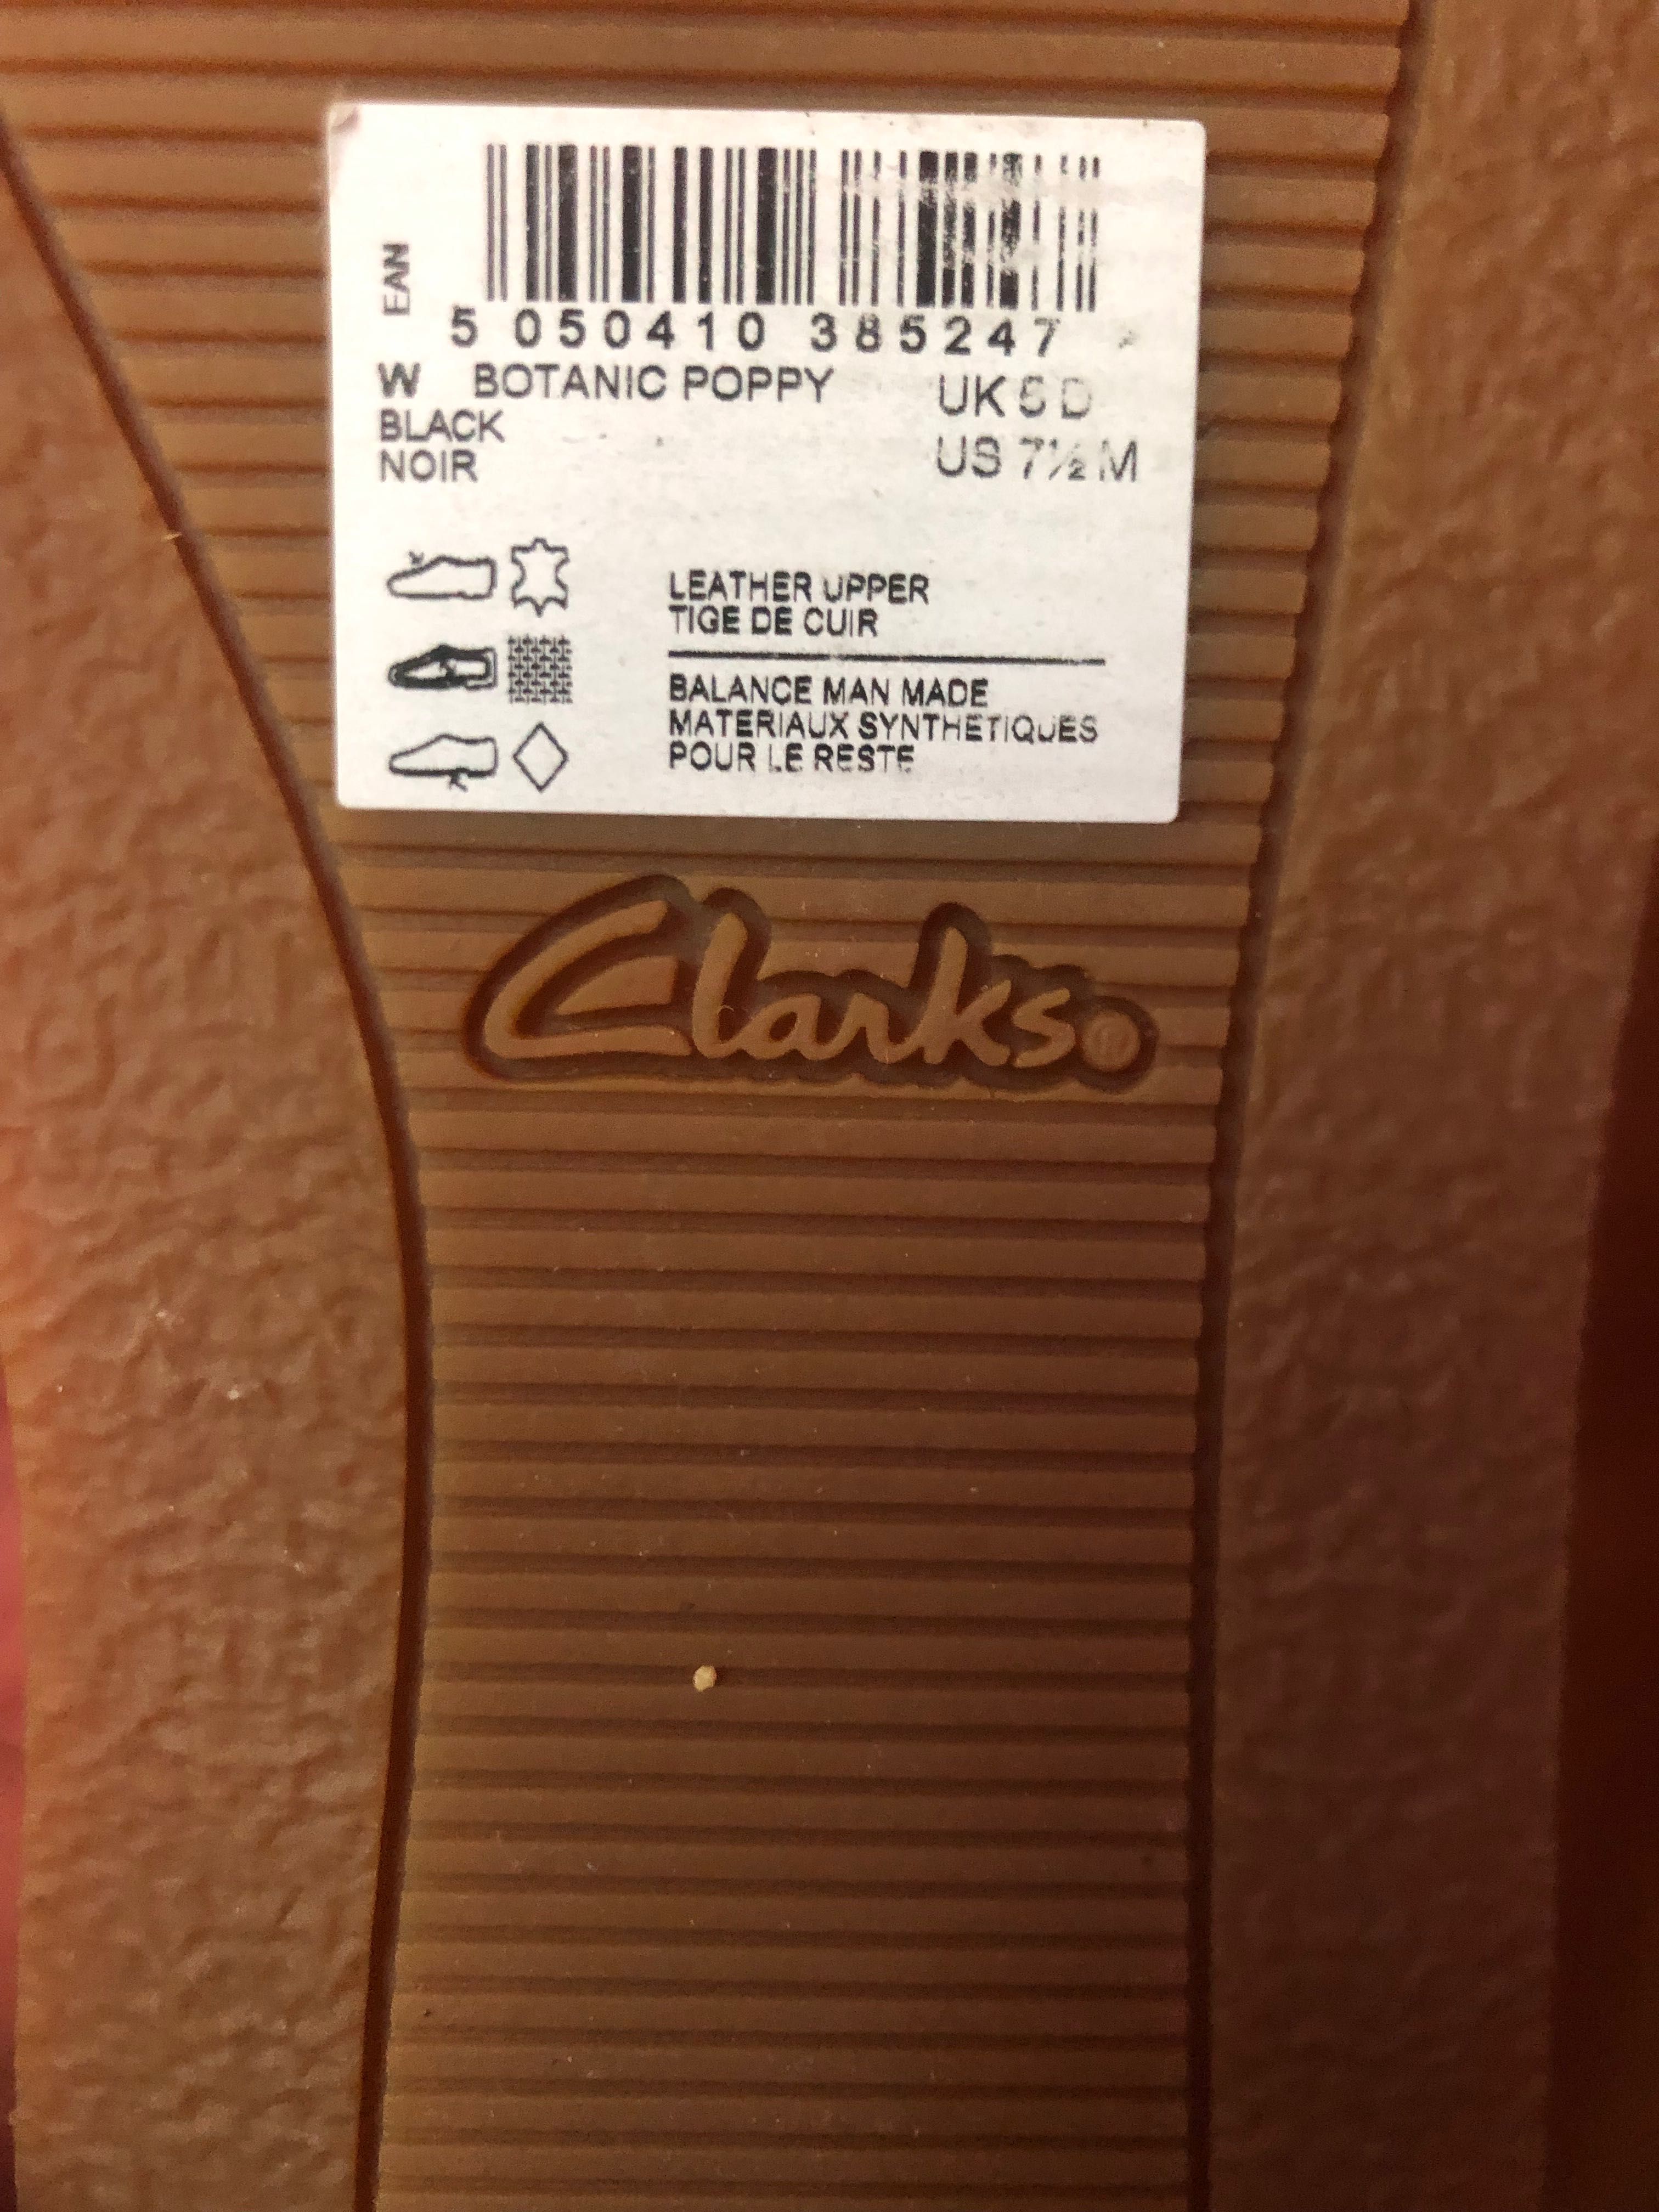 EAN
5 050410 385247
W BOTANIC POPPY
BLACK
NOIR
UK 5 D
US 7½ M
LEATHER UPPER
TIGE DE CUIR
BALANCE MAN MADE
MATERIAUX SYNTHETIQUES
POUR LE RESTE
Clarks®